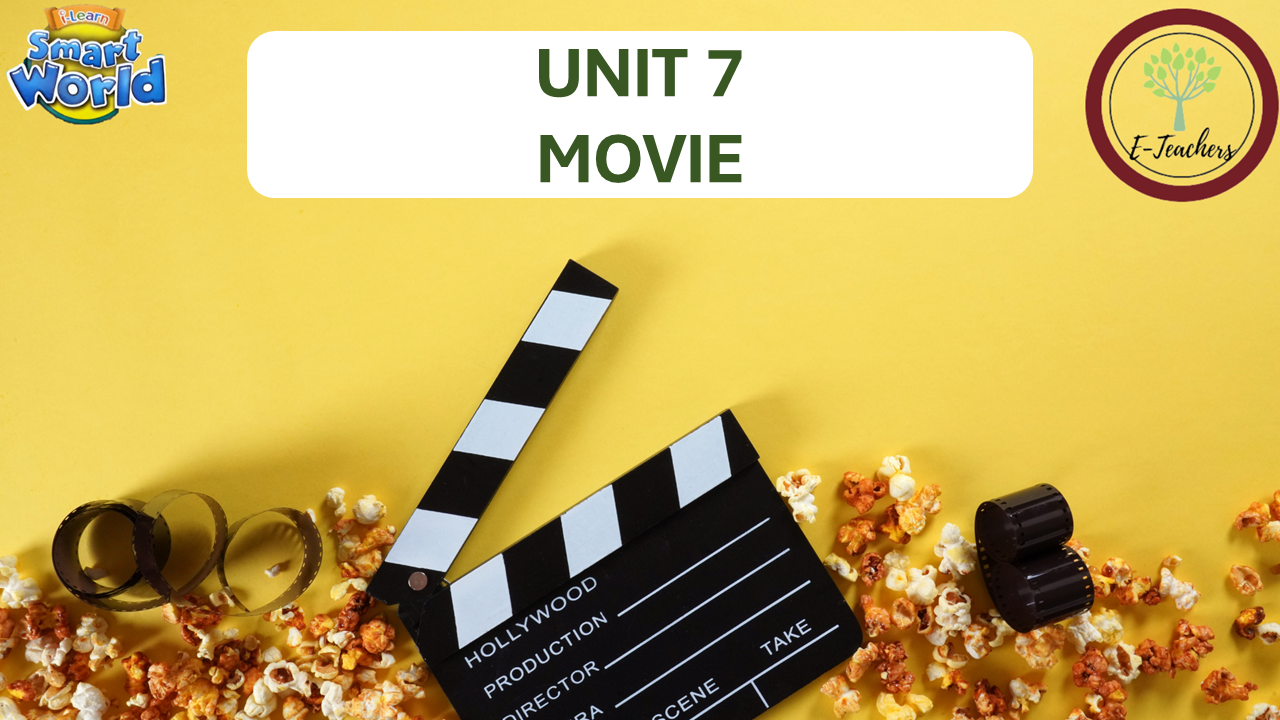 i-Learn
Smart
World
UNIT 7
MOVIE
E-Teachers
HOLLYWOOD
PRODUCTION
DIRECTOR
SCENE
TAKE